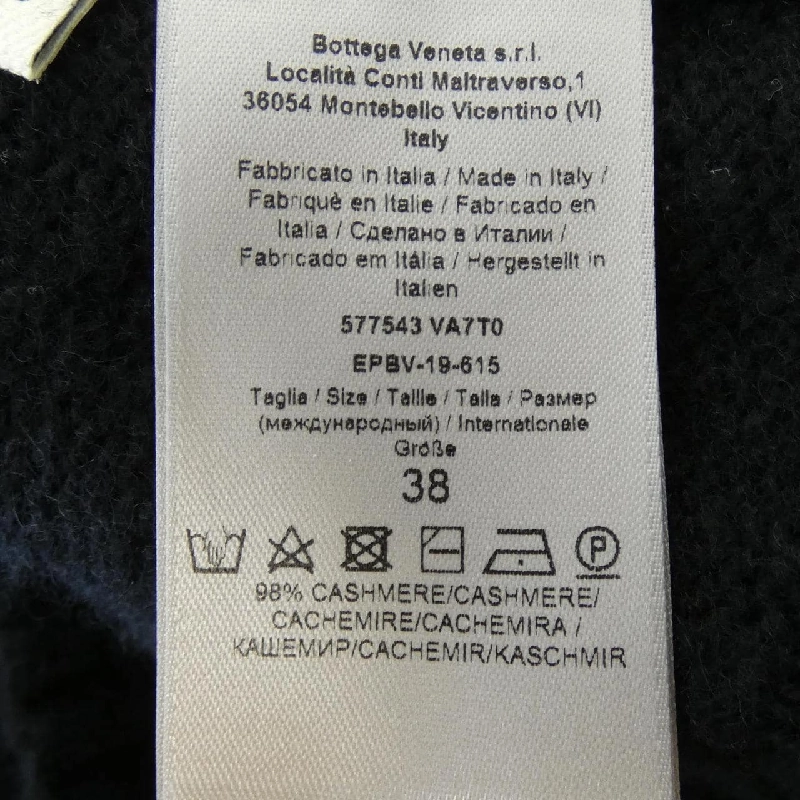 Bottega Veneta s.r.l.
Località Conti Maltraverso,1
36054 Montebello Vicentino (VI)
Italy
Fabbricato in Italia / Made in Italy /
Fabriquè en Italie / Fabricado en
Italia / Сделано в Италии /
Fabricado em Itália / Hergestellt in
Italien
577543 VA7T0
EPBV-19-615
Taglia / Size / Taille / Talla / Размер
(международный) / Internationale
Größe
38
P
98% CASHMERE/CASHMERE/
CACHEMIRE/CACHEMIRA /
КАШЕМИР/CACHEMIR/KASCHMIR